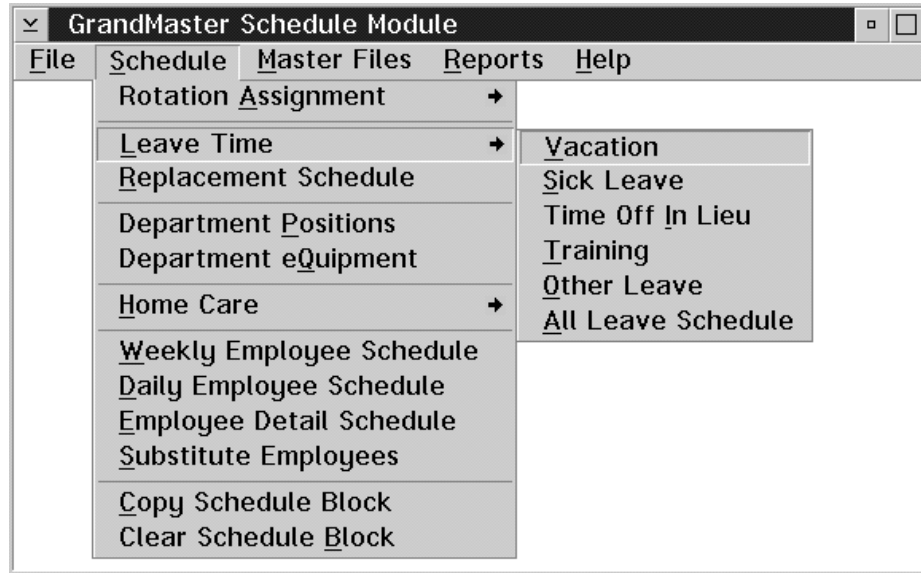 GrandMaster Schedule Module
File Schedule Master Files Reports Help
Rotation Assignment
Leave Time
Replacement Schedule
Department Positions
Department eQuipment
Home Care
Weekly Employee Schedule
Daily Employee Schedule
Employee Detail Schedule
Substitute Employees
Copy Schedule Block
Clear Schedule Block
Vacation
Sick Leave
Time Off In Lieu
Training
Other Leave
All Leave Schedule